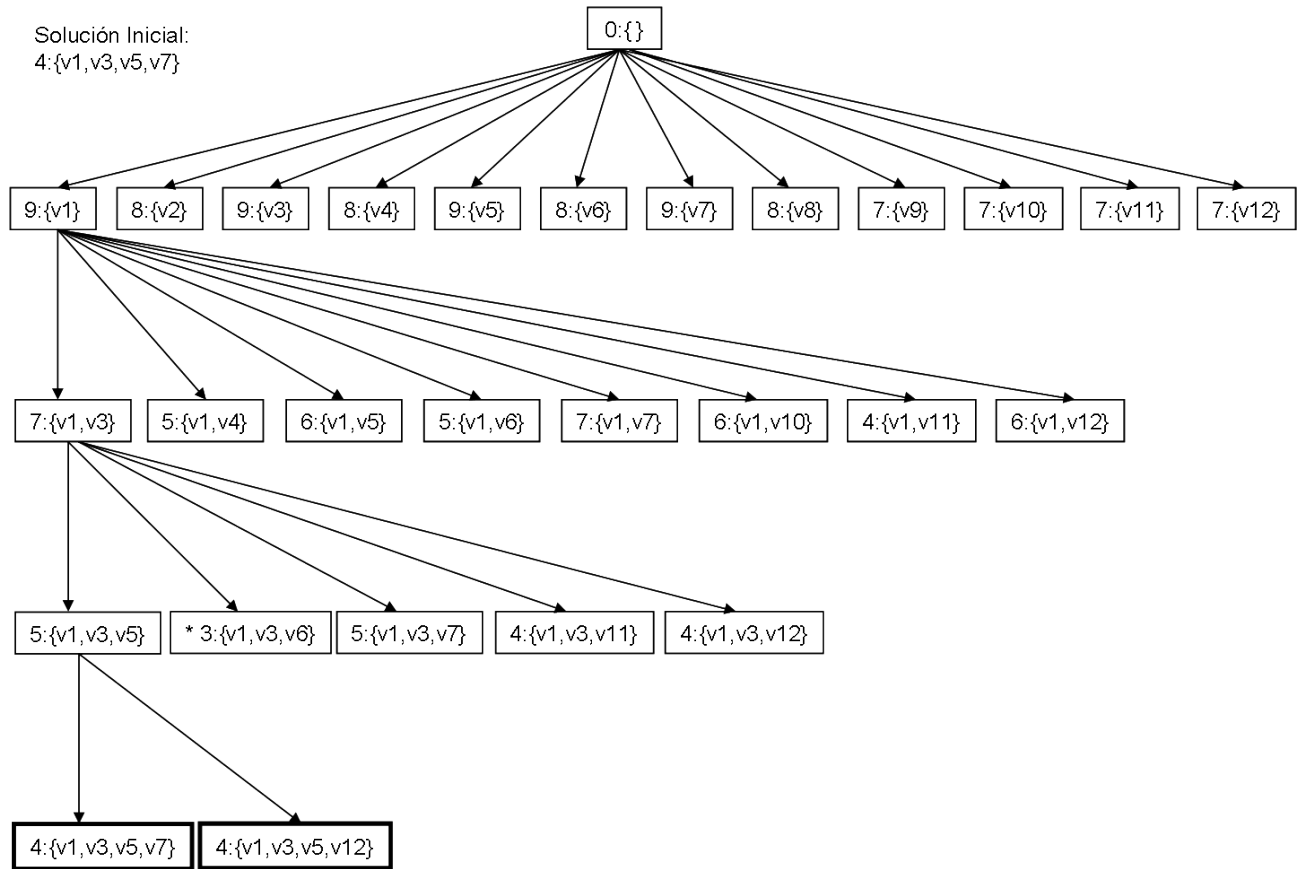 Solución Inicial:
4:{v1,v3,v5,v7}
0:{}
9:{v1}
8:{v2}
9:{v3}
8:{v4}
9:{v5}
8:{v6}
9:{v7}
8:{v8}
7:{v9}
7:{v10}
7:{v11}
7:{v12}
7:{v1,v3}
5:{v1,v4}
6:{v1,v5}
5:{v1,v6}
7:{v1,v7}
6:{v1,v10}
4:{v1,v11}
6:{v1,v12}
5:{v1,v3,v5}
* 3:{v1,v3,v6}
5:{v1,v3,v7}
4:{v1,v3,v11}
4:{v1,v3,v12}
4:{v1,v3,v5,v7}
4:{v1,v3,v5,v12}